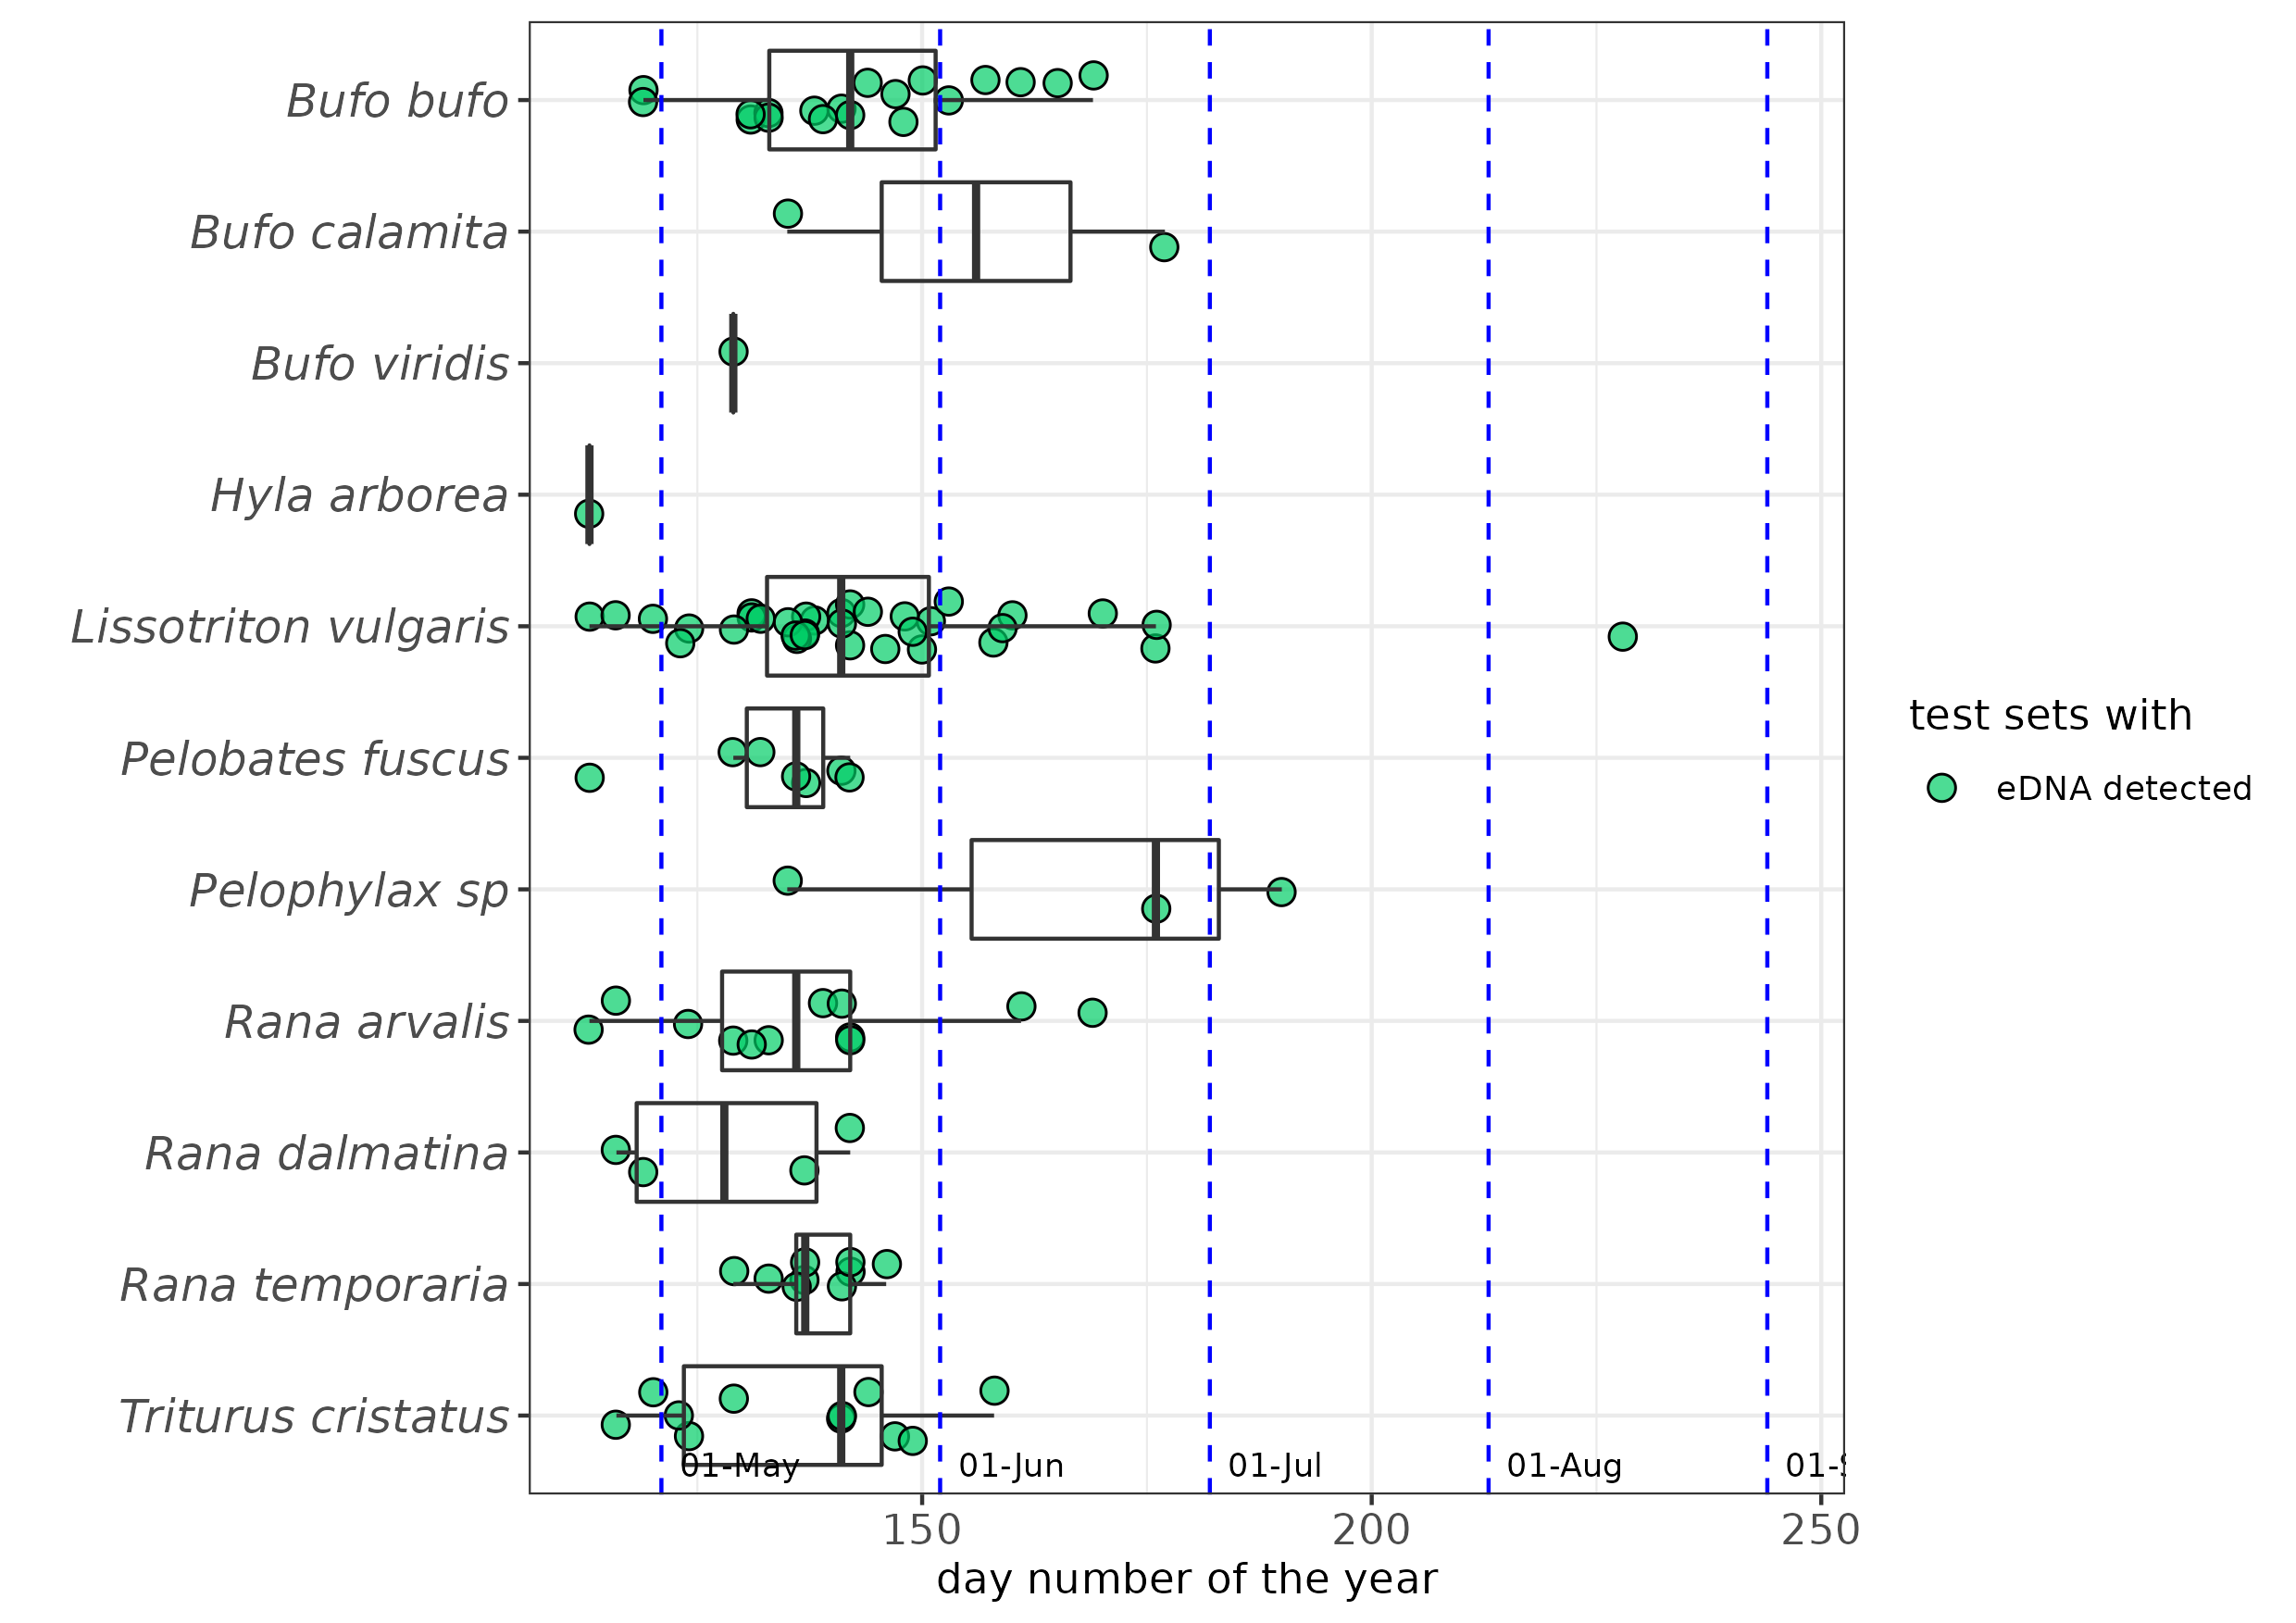 Bufo bufo
Bufo calamita
Bufo viridis
Hyla arborea
Lissotriton vulgaris
Pelobates fuscus
Pelophylax sp
Rana arvalis
Rana dalmatina
Rana temporaria
Triturus cristatus
01-May 01-Jun 01-Jul 01-Aug
150 200 250
day number of the year
test sets with
eDNA detected